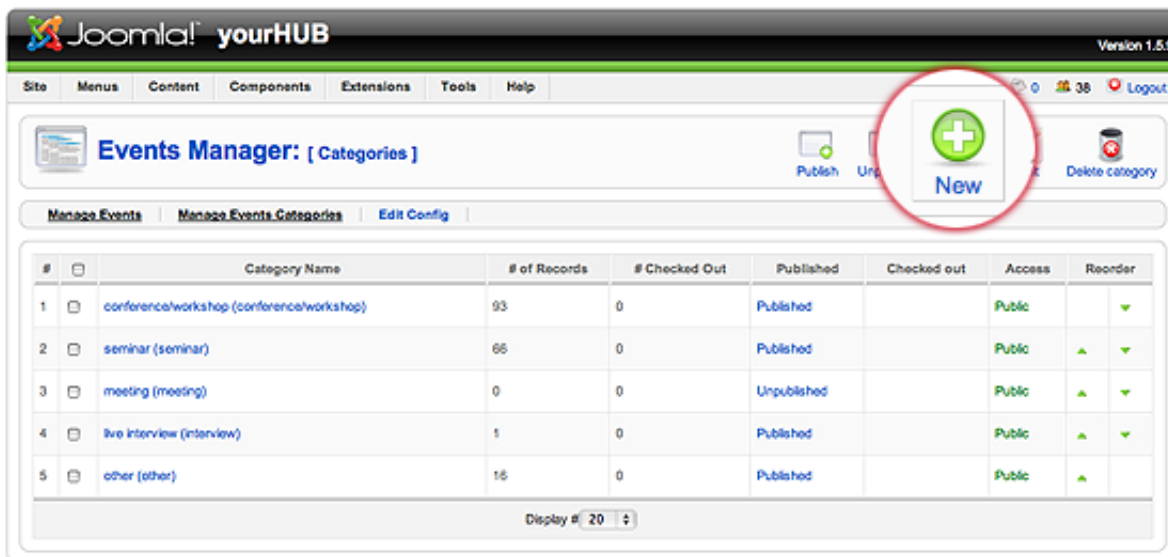 Joomla! yourHUB
Version 1.5.
Site Menus Content Components Extensions Tools Help 0 38 Logout
Events Manager: [ Categories ]
Publish New Delete category
Manage Events Manage Events Categories Edit Config
# Category Name # of Records # Checked Out Published Checked out Access Reorder
1 conference/workshop (conference/workshop) 93 0 Published Public
2 seminar (seminar) 66 0 Published Public
3 meeting (meeting) 0 0 Unpublished Public
4 live interview (interview) 1 0 Published Public
5 other (other) 16 0 Published Public
Display # 20